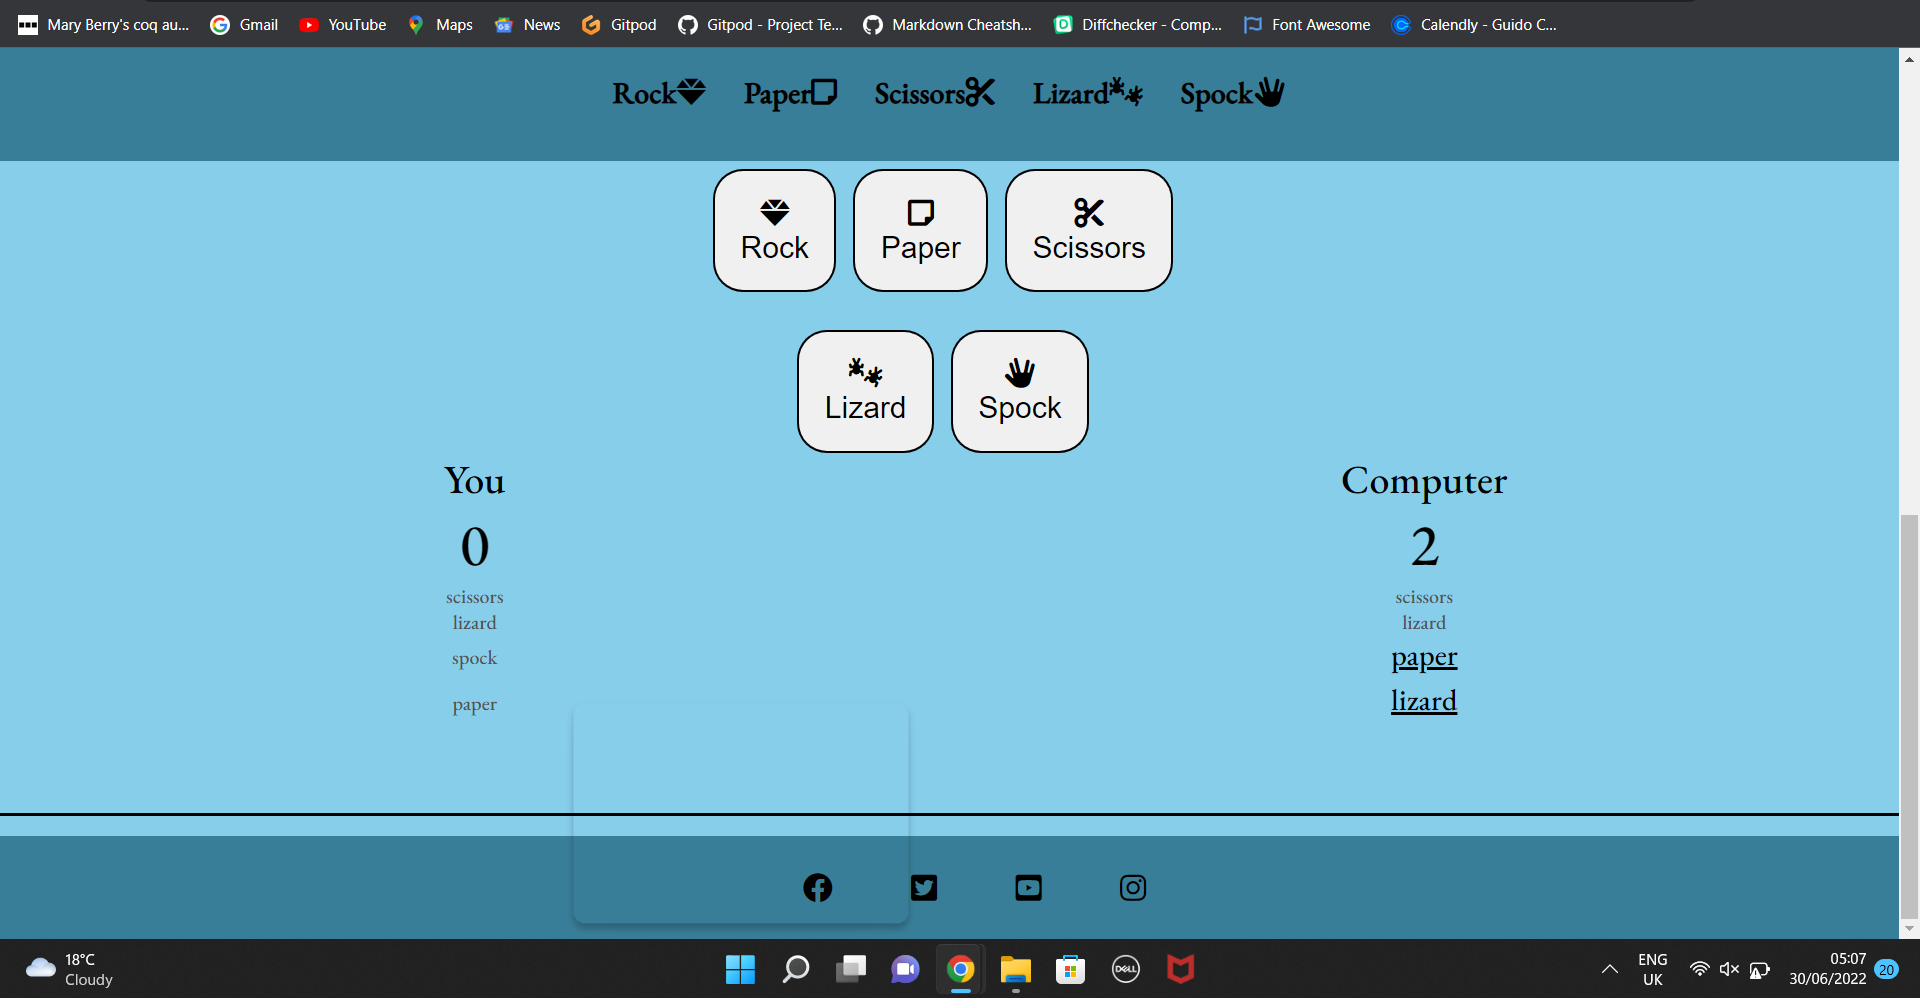 Mary Berry's coq au... Gmail YouTube Maps News Gitpod Gitpod - Project Te... Markdown Cheatsh... Diffchecker - Comp... Font Awesome Calendly - Guido C...
Rock Paper Scissors Lizard Spock
Rock Paper Scissors
Lizard Spock
You Computer
0 2
scissors scissors
lizard lizard
spock paper
paper lizard
18°C
Cloudy
DELL
ENG
UK
05:07
30/06/2022
20